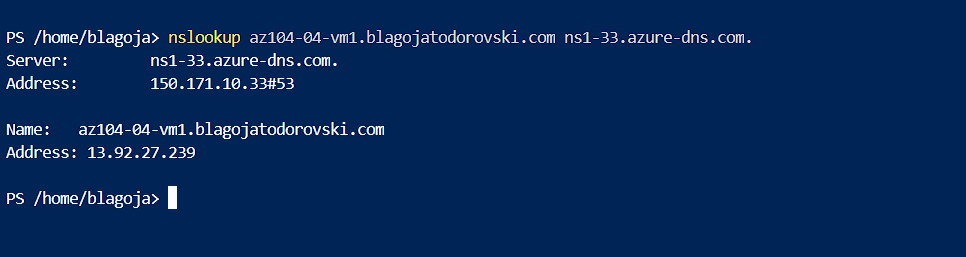 PS /home/blagoja> nslookup az104-04-vm1.blagojatodorovski.com ns1-33.azure-dns.com.
Server:         ns1-33.azure-dns.com.
Address:        150.171.10.33#53

Name:   az104-04-vm1.blagojatodorovski.com
Address: 13.92.27.239

PS /home/blagoja>